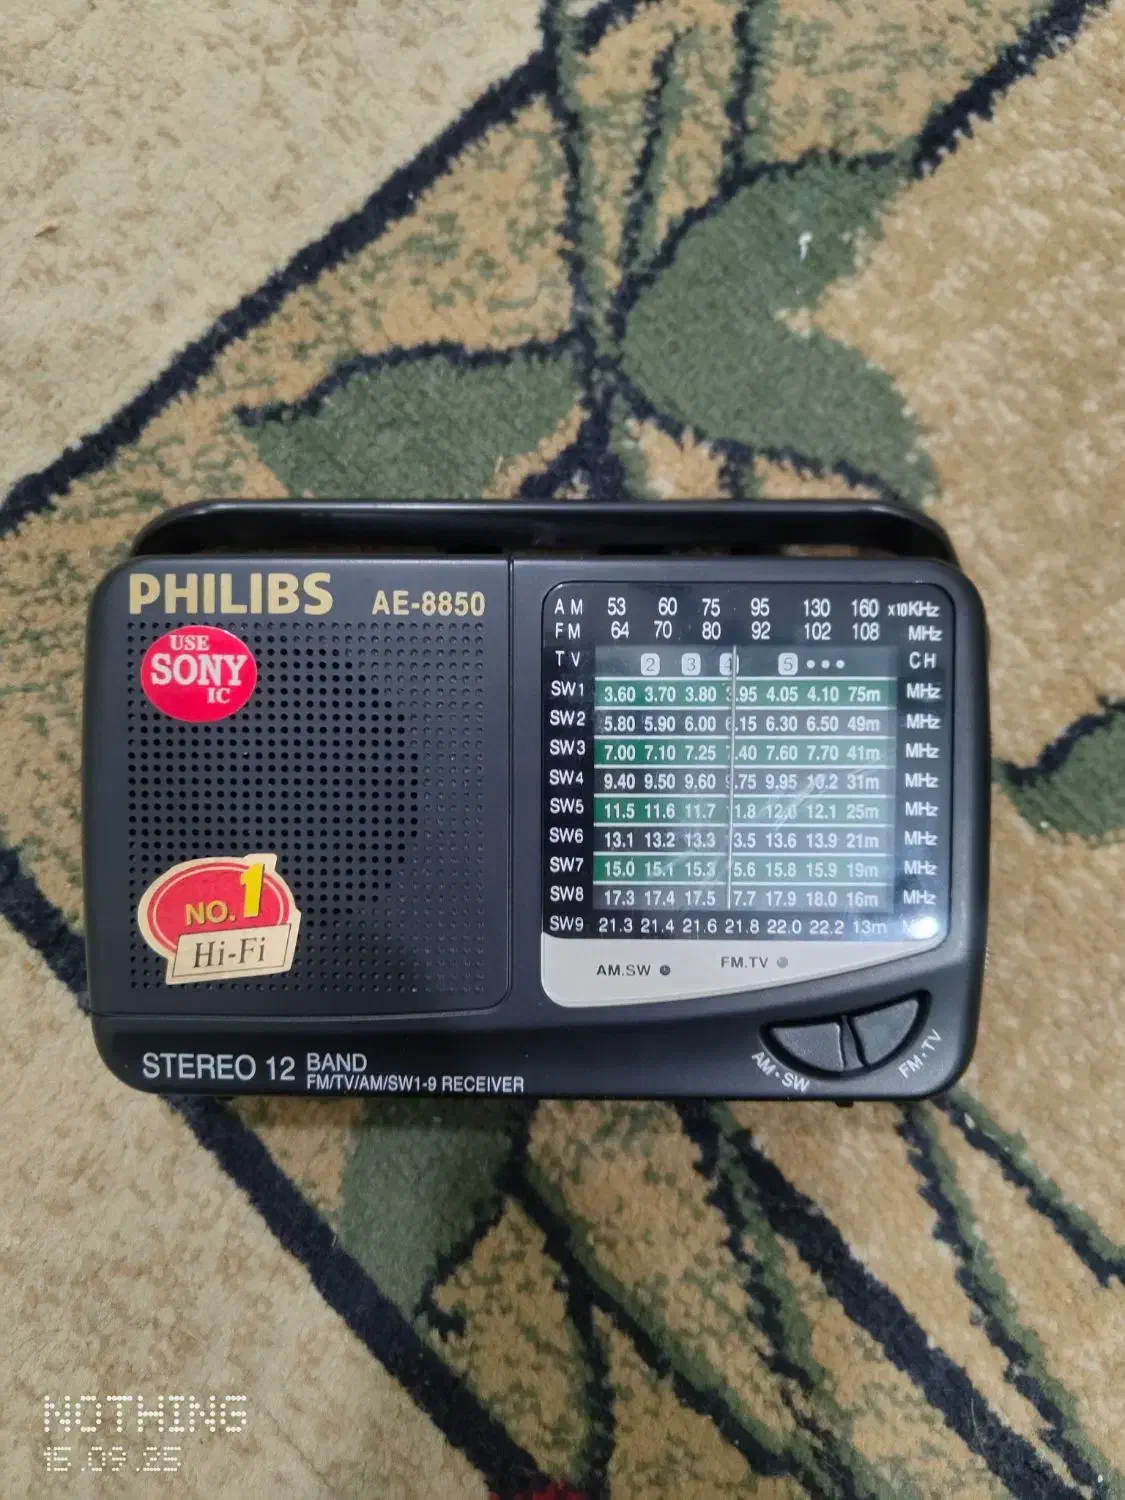 PHILIBS AE-8850
USE
SONY
IC
NO.1
Hi-Fi
STEREO 12 BAND
FM/TV/AM/SW1-9 RECEIVER
AM 53 60 75 95 130 160 x10KHz
FM 64 70 80 92 102 108 MHz
TV 2 3 4 5 ••• CH
SW1 3.60 3.70 3.80 .95 4.05 4.10 75m MHz
SW2 5.80 5.90 6.00 .15 6.30 6.50 49m MHz
SW3 7.00 7.10 7.25 .40 7.60 7.70 41m MHz
SW4 9.40 9.50 9.60 .75 9.95 10.2 31m MHz
SW5 11.5 11.6 11.7 1.8 12.0 12.1 25m MHz
SW6 13.1 13.2 13.3 3.5 13.6 13.9 21m MHz
SW7 15.0 15.1 15.3 5.6 15.8 15.9 19m MHz
SW8 17.3 17.4 17.5 7.7 17.9 18.0 16m MHz
SW9 21.3 21.4 21.6 21.8 22.0 22.2 13m
AM.SW FM.TV
AM·SW FM·TV
NOTHING
15.09.25